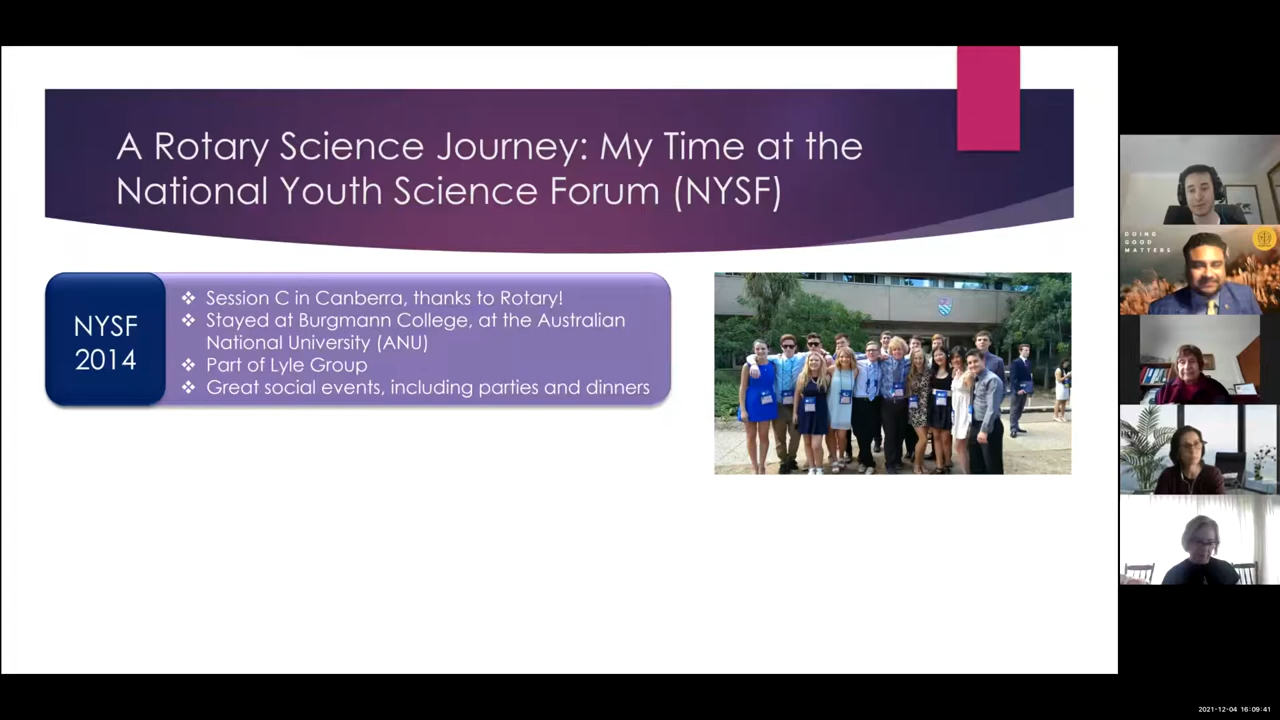 A Rotary Science Journey: My Time at the
National Youth Science Forum (NYSF)
NYSF
2014
❖ Session C in Canberra, thanks to Rotary!
❖ Stayed at Burgmann College, at the Australian
National University (ANU)
❖ Part of Lyle Group
❖ Great social events, including parties and dinners
DOING
GOOD
MATTERS
2021-12-04 16:09:41